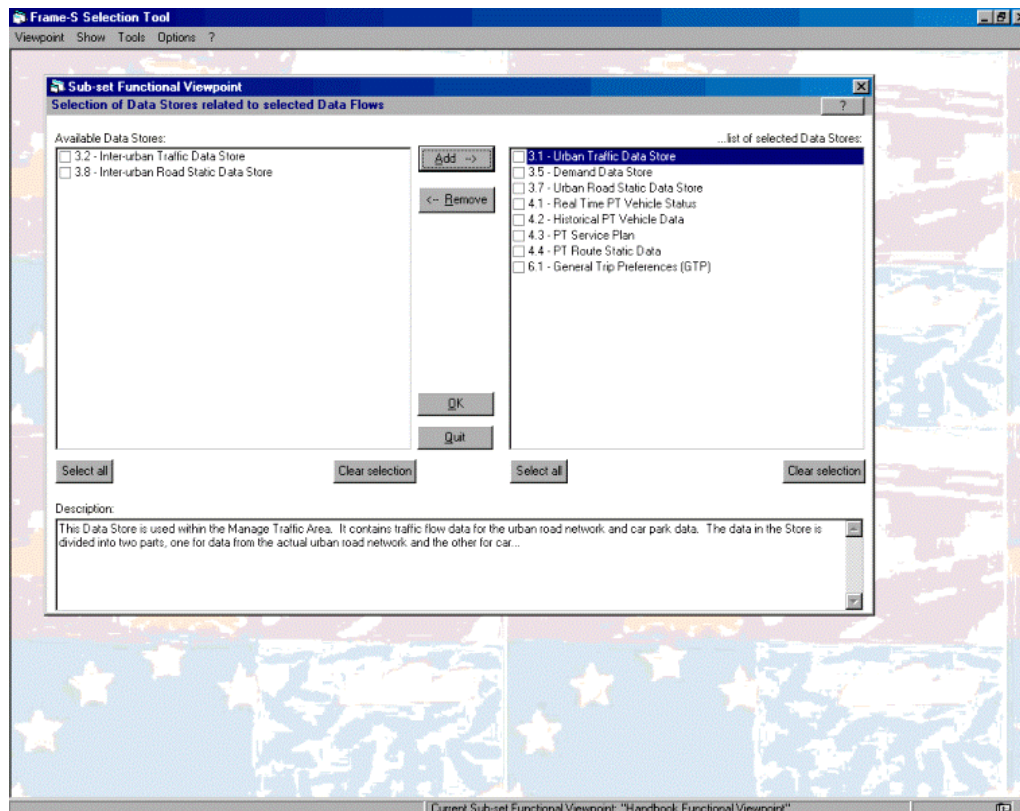 Frame-S Selection Tool
Viewpoint Show Tools Options ?
Sub-set Functional Viewpoint
Selection of Data Stores related to selected Data Flows
?
Available Data Stores:
...list of selected Data Stores:
3.2 - Inter-urban Traffic Data Store
3.8 - Inter-urban Road Static Data Store
Add -->
<-- Remove
3.1 - Urban Traffic Data Store
3.5 - Demand Data Store
3.7 - Urban Road Static Data Store
4.1 - Real Time PT Vehicle Status
4.2 - Historical PT Vehicle Data
4.3 - PT Service Plan
4.4 - PT Route Static Data
6.1 - General Trip Preferences (GTP)
OK
Quit
Select all
Clear selection
Select all
Clear selection
Description:
This Data Store is used within the Manage Traffic Area. It contains traffic flow data for the urban road network and car park data. The data in the Store is
divided into two parts, one for data from the actual urban road network and the other for car...
Current Sub-set Functional Viewpoint: "Handbook Functional Viewpoint"